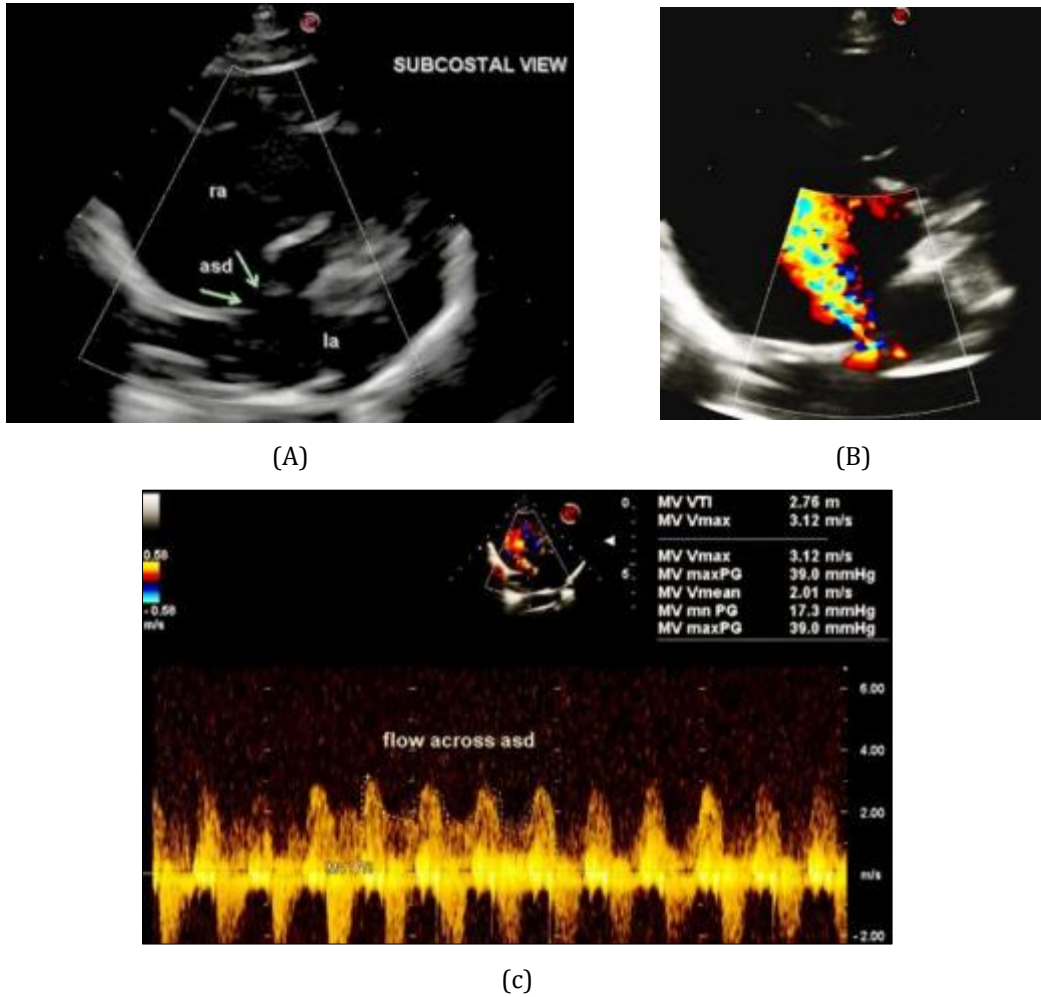 SUBCOSTAL VIEW
ra
asd
la
(A)
(B)
0.58
-0.58
m/s
0
5
MV VTI 2.76 m
MV Vmax 3.12 m/s
MV Vmax 3.12 m/s
MV maxPG 39.0 mmHg
MV Vmean 2.01 m/s
MV mn PG 17.3 mmHg
MV maxPG 39.0 mmHg
6.00
flow across asd
4.00
2.00
m/s
-2.00
(c)